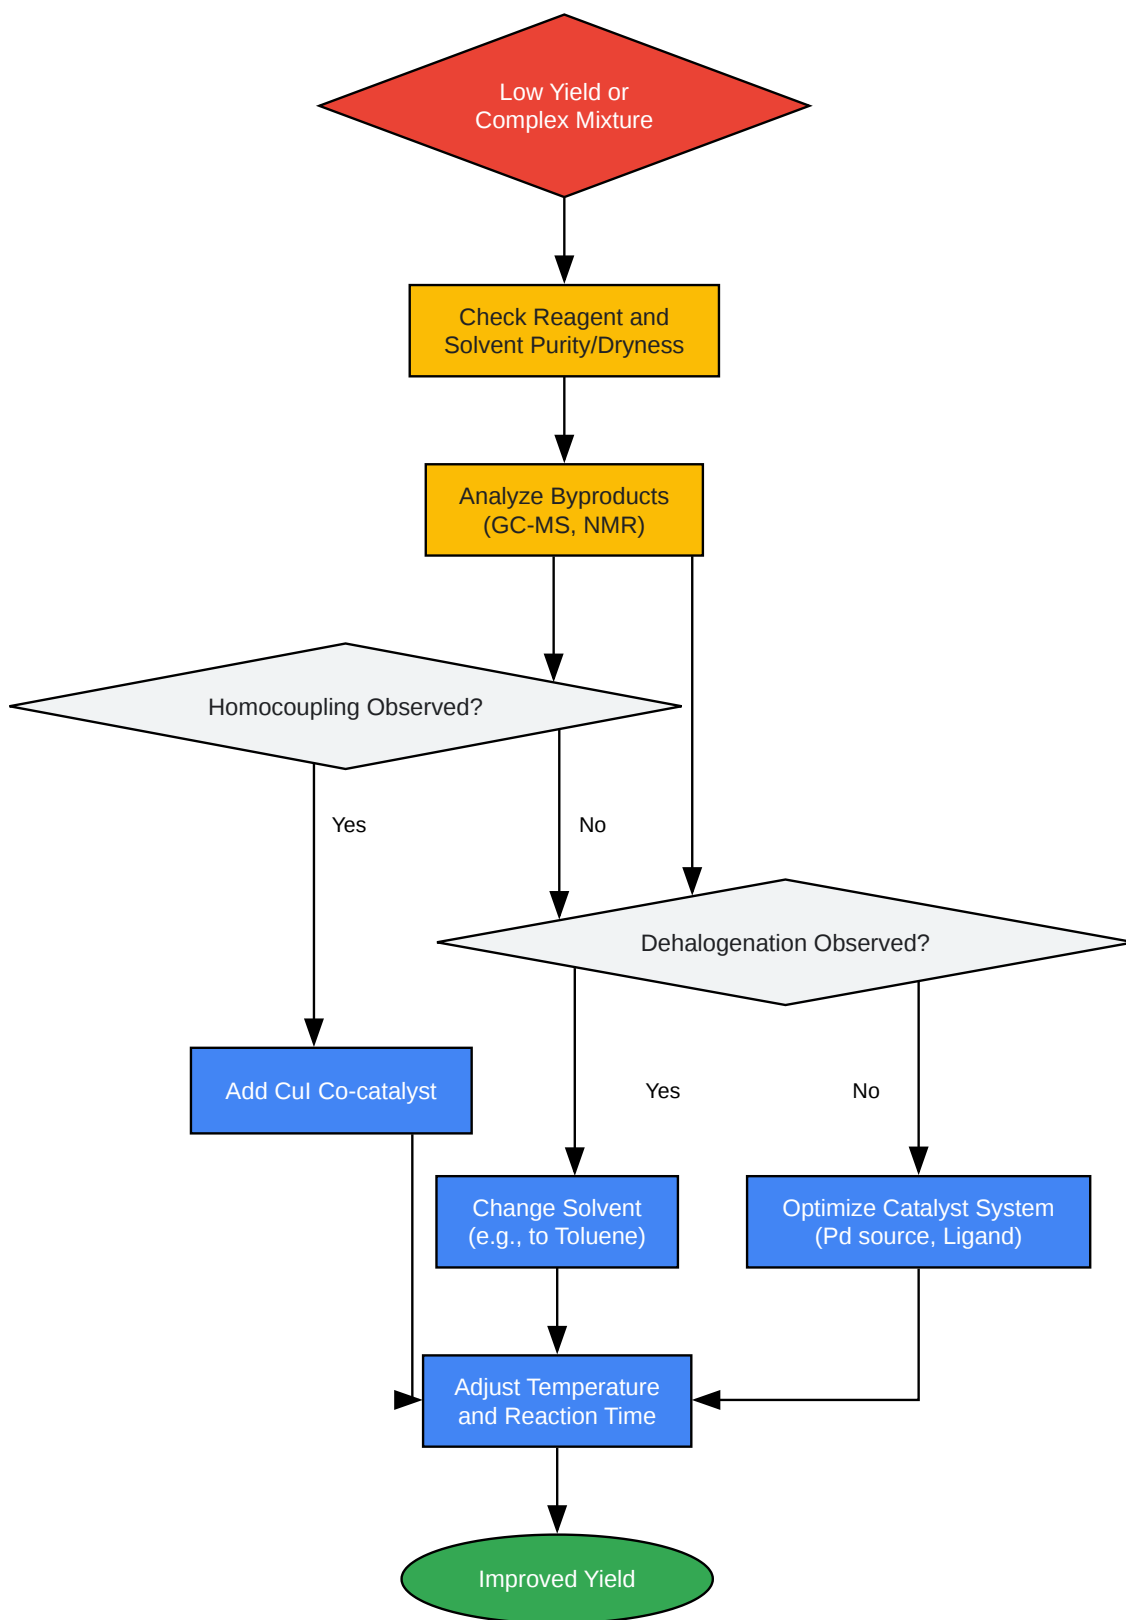 Low Yield or
Complex Mixture
Check Reagent and
Solvent Purity/Dryness
Analyze Byproducts
(GC-MS, NMR)
Homocoupling Observed?
Yes
No
Dehalogenation Observed?
Add CuI Co-catalyst
Yes
No
Change Solvent
(e.g., to Toluene)
Optimize Catalyst System
(Pd source, Ligand)
Adjust Temperature
and Reaction Time
Improved Yield